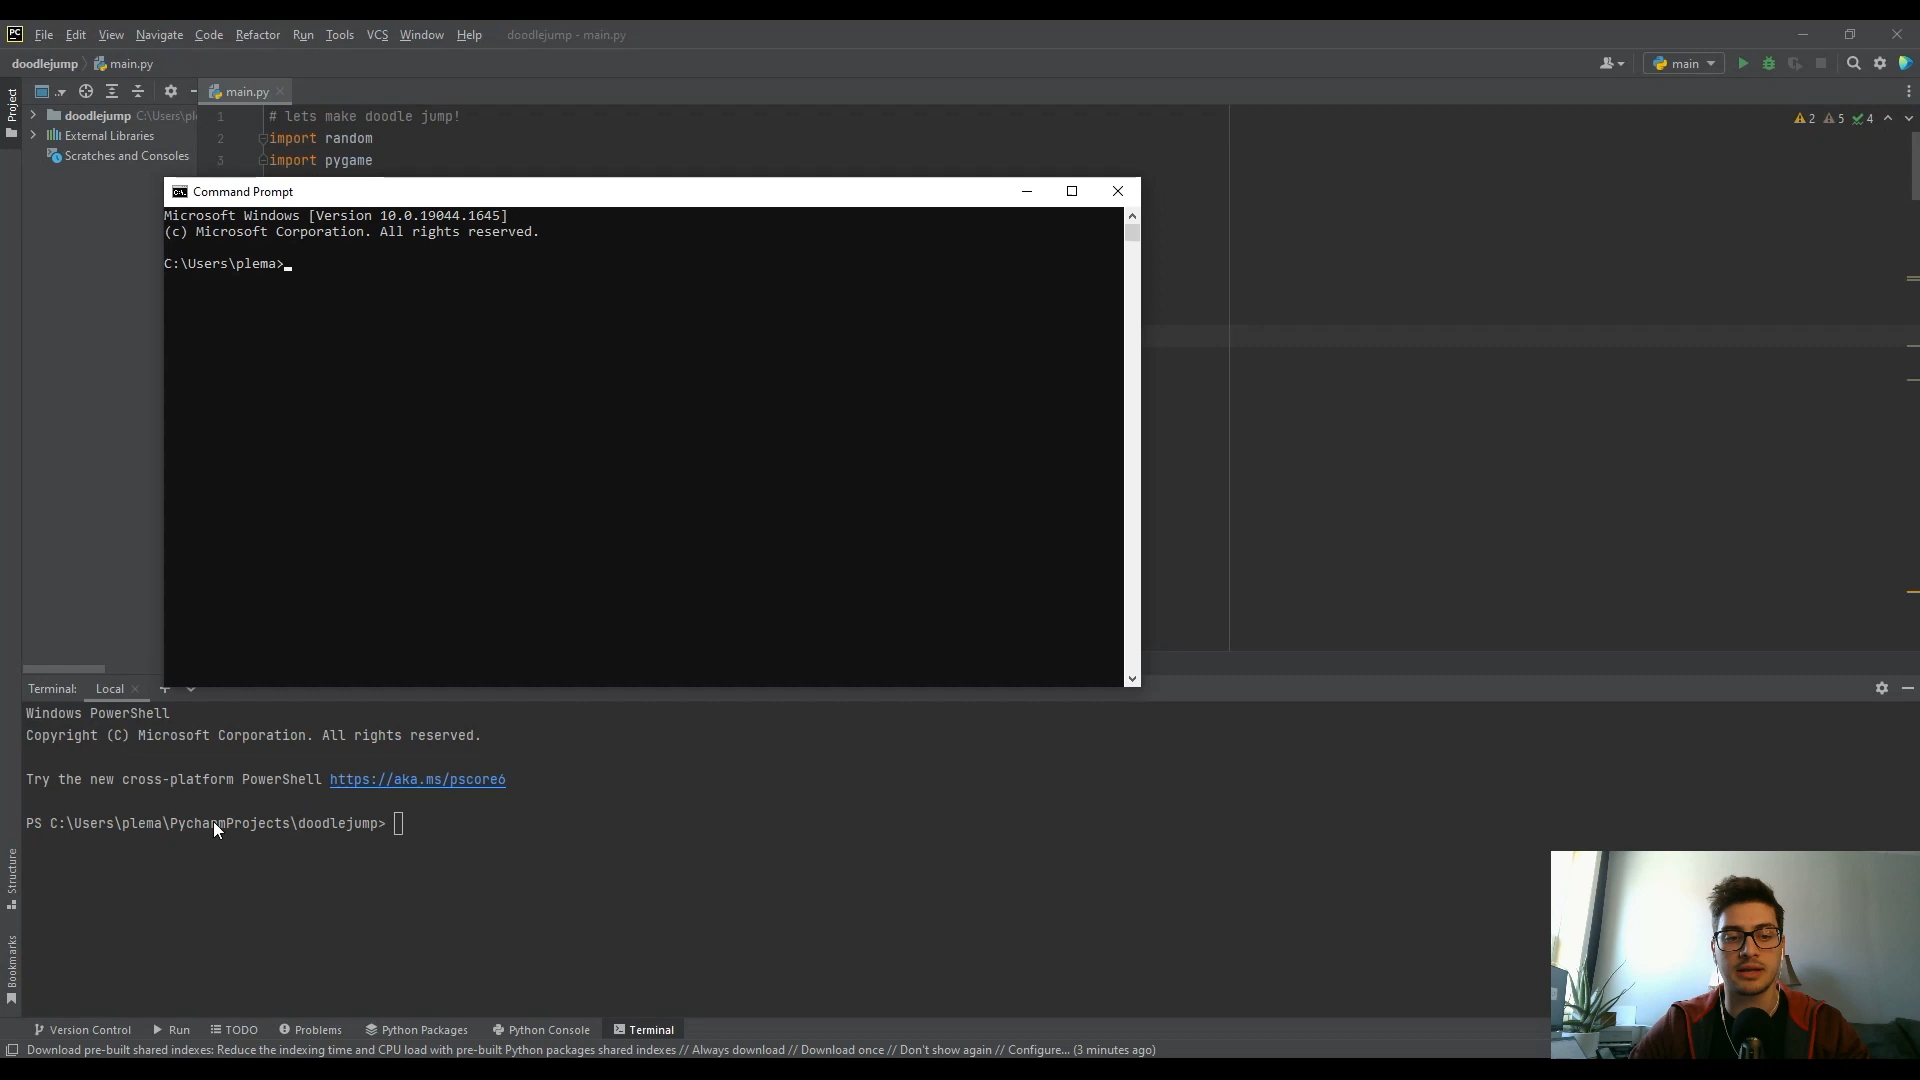 PC File Edit View Navigate Code Refactor Run Tools VCS Window Help doodlejump - main.py
doodlejump main.py main
Project
main.py
doodlejump C:\Users\pl
External Libraries
Scratches and Consoles
1 # lets make doodle jump!
2 import random
3 import pygame
2 5 4
Command Prompt
Microsoft Windows [Version 10.0.19044.1645]
(c) Microsoft Corporation. All rights reserved.
C:\Users\plema>
Terminal: Local
Windows PowerShell
Copyright (C) Microsoft Corporation. All rights reserved.
Try the new cross-platform PowerShell https://aka.ms/pscore6
PS C:\Users\plema\PycharmProjects\doodlejump>
Structure
Bookmarks
Version Control Run TODO Problems Python Packages Python Console Terminal
Download pre-built shared indexes: Reduce the indexing time and CPU load with pre-built Python packages shared indexes // Always download // Download once // Don't show again // Configure... (3 minutes ago)